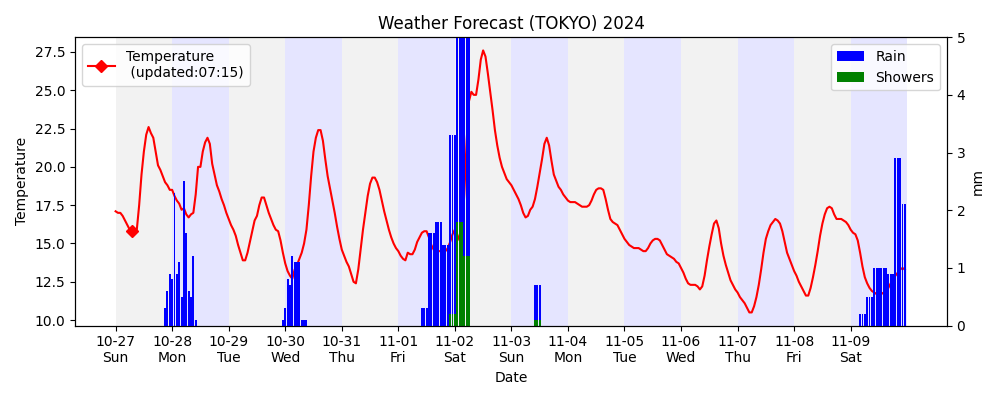 Weather Forecast (TOKYO) 2024
Temperature
(updated:07:15)
Rain
Showers
27.5
25.0
22.5
20.0
17.5
15.0
12.5
10.0
Temperature
5
4
3
2
1
0
mm
10-27 10-28 10-29 10-30 10-31 11-01 11-02 11-03 11-04 11-05 11-06 11-07 11-08 11-09
Sun Mon Tue Wed Thu Fri Sat Sun Mon Tue Wed Thu Fri Sat
Date